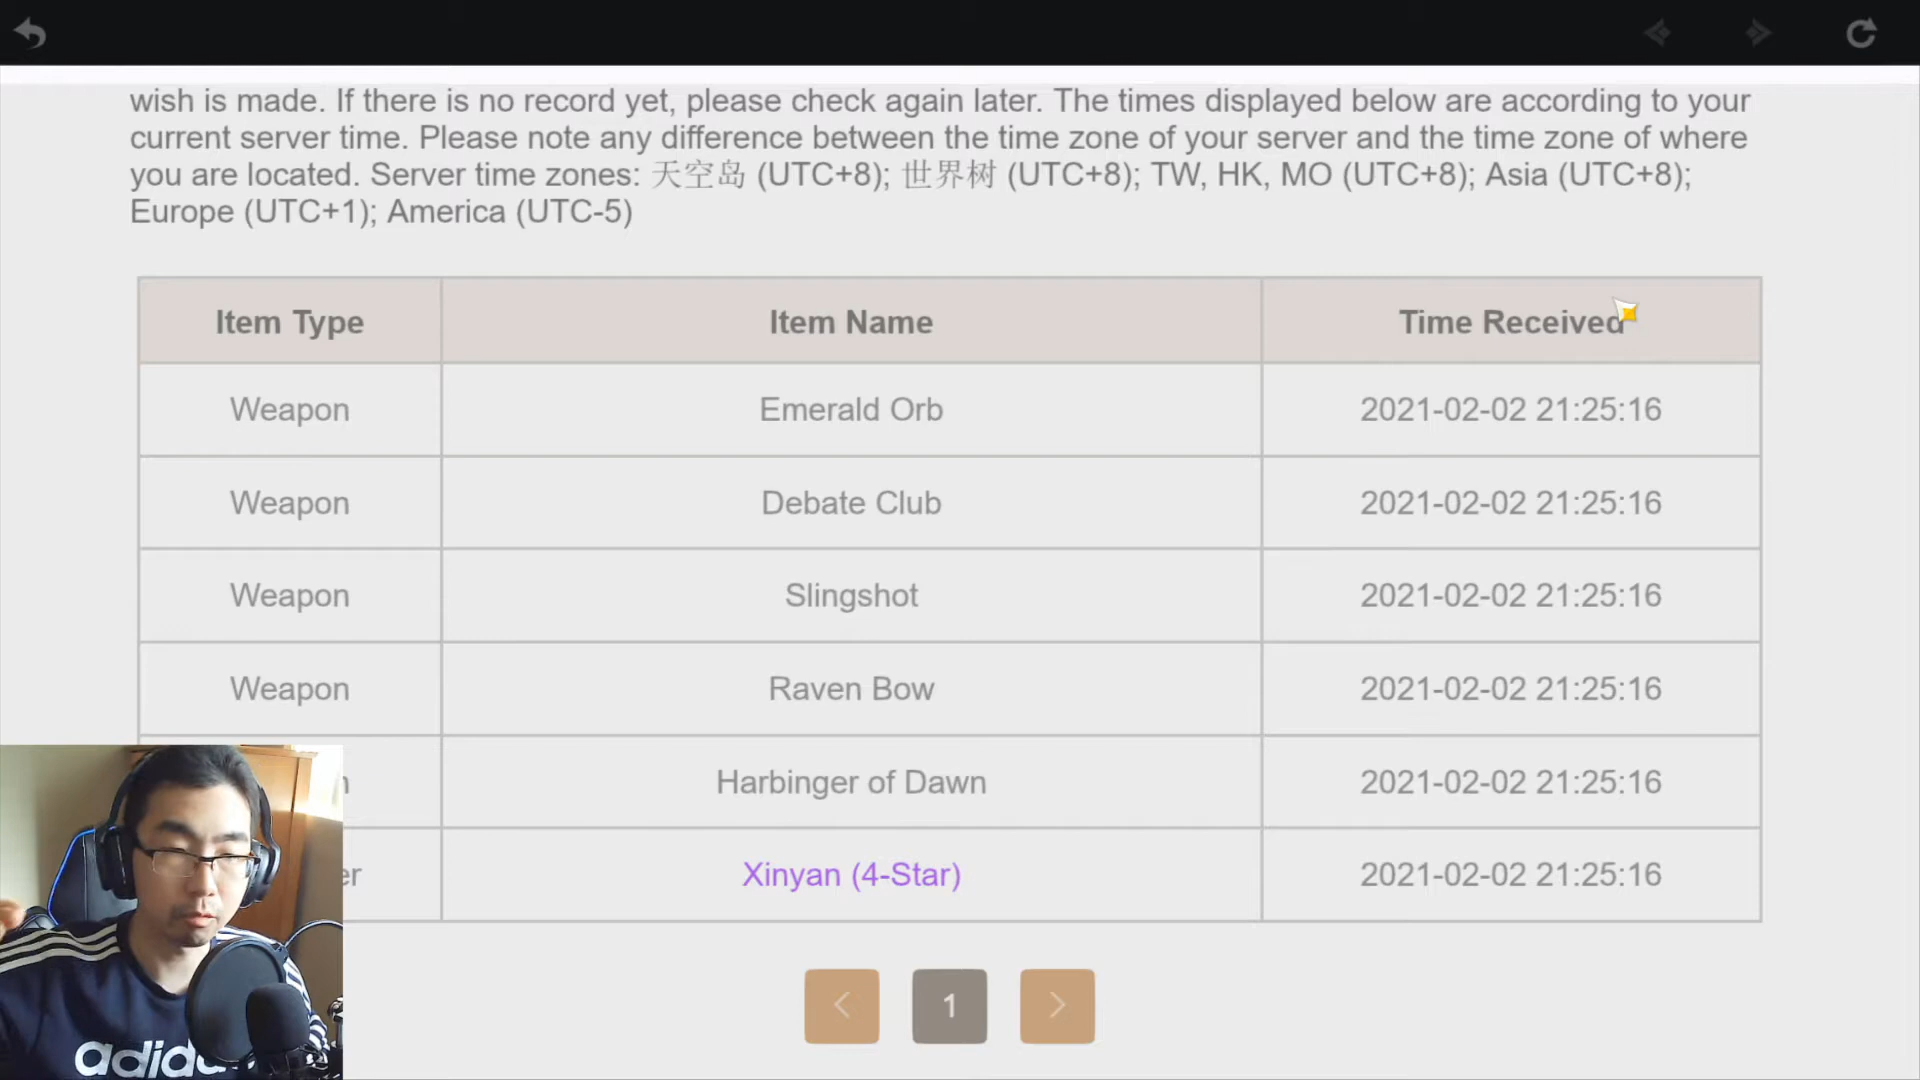 wish is made. If there is no record yet, please check again later. The times displayed below are according to your
current server time. Please note any difference between the time zone of your server and the time zone of where
you are located. Server time zones: 天空岛 (UTC+8); 世界树 (UTC+8); TW, HK, MO (UTC+8); Asia (UTC+8);
Europe (UTC+1); America (UTC-5)
Item Type Item Name Time Received
Weapon Emerald Orb 2021-02-02 21:25:16
Weapon Debate Club 2021-02-02 21:25:16
Weapon Slingshot 2021-02-02 21:25:16
Weapon Raven Bow 2021-02-02 21:25:16
Harbinger of Dawn 2021-02-02 21:25:16
Xinyan (4-Star) 2021-02-02 21:25:16
1